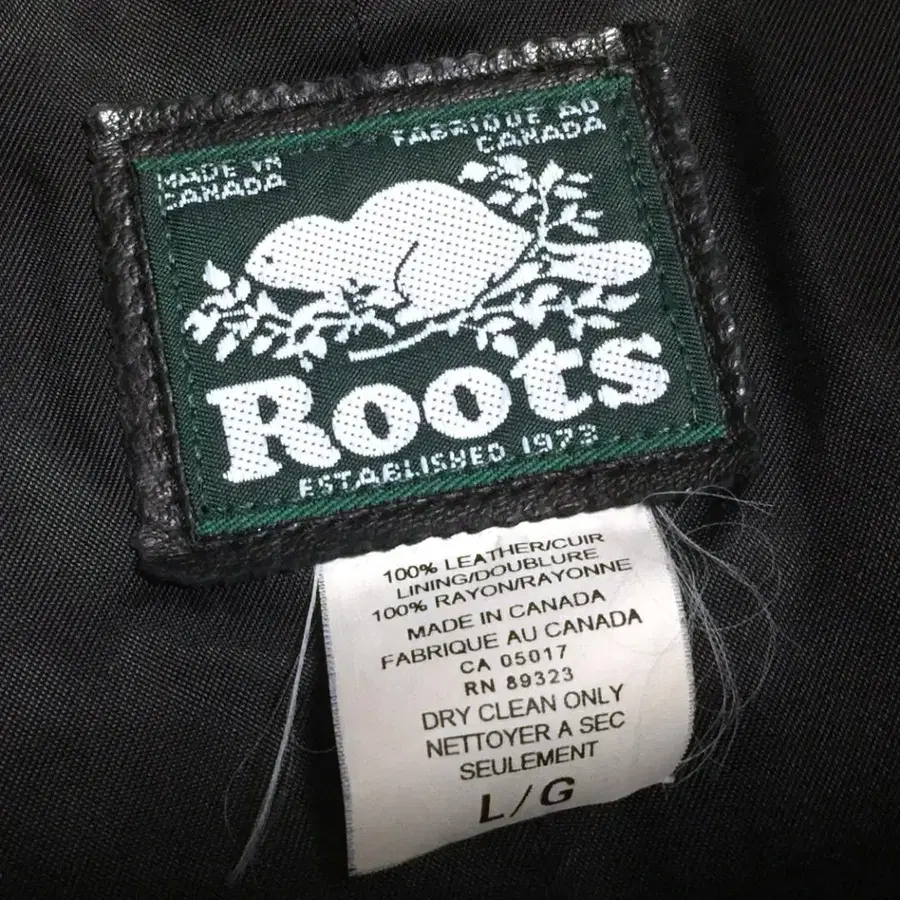 MADE IN
CANADA
FABRIQUE AU
CANADA
Roots
ESTABLISHED 1973
100% LEATHER/CUIR
LINING/DOUBLURE
100% RAYON/RAYONNE
MADE IN CANADA
FABRIQUE AU CANADA
CA 05017
RN 89323
DRY CLEAN ONLY
NETTOYER A SEC
SEULEMENT
L/G